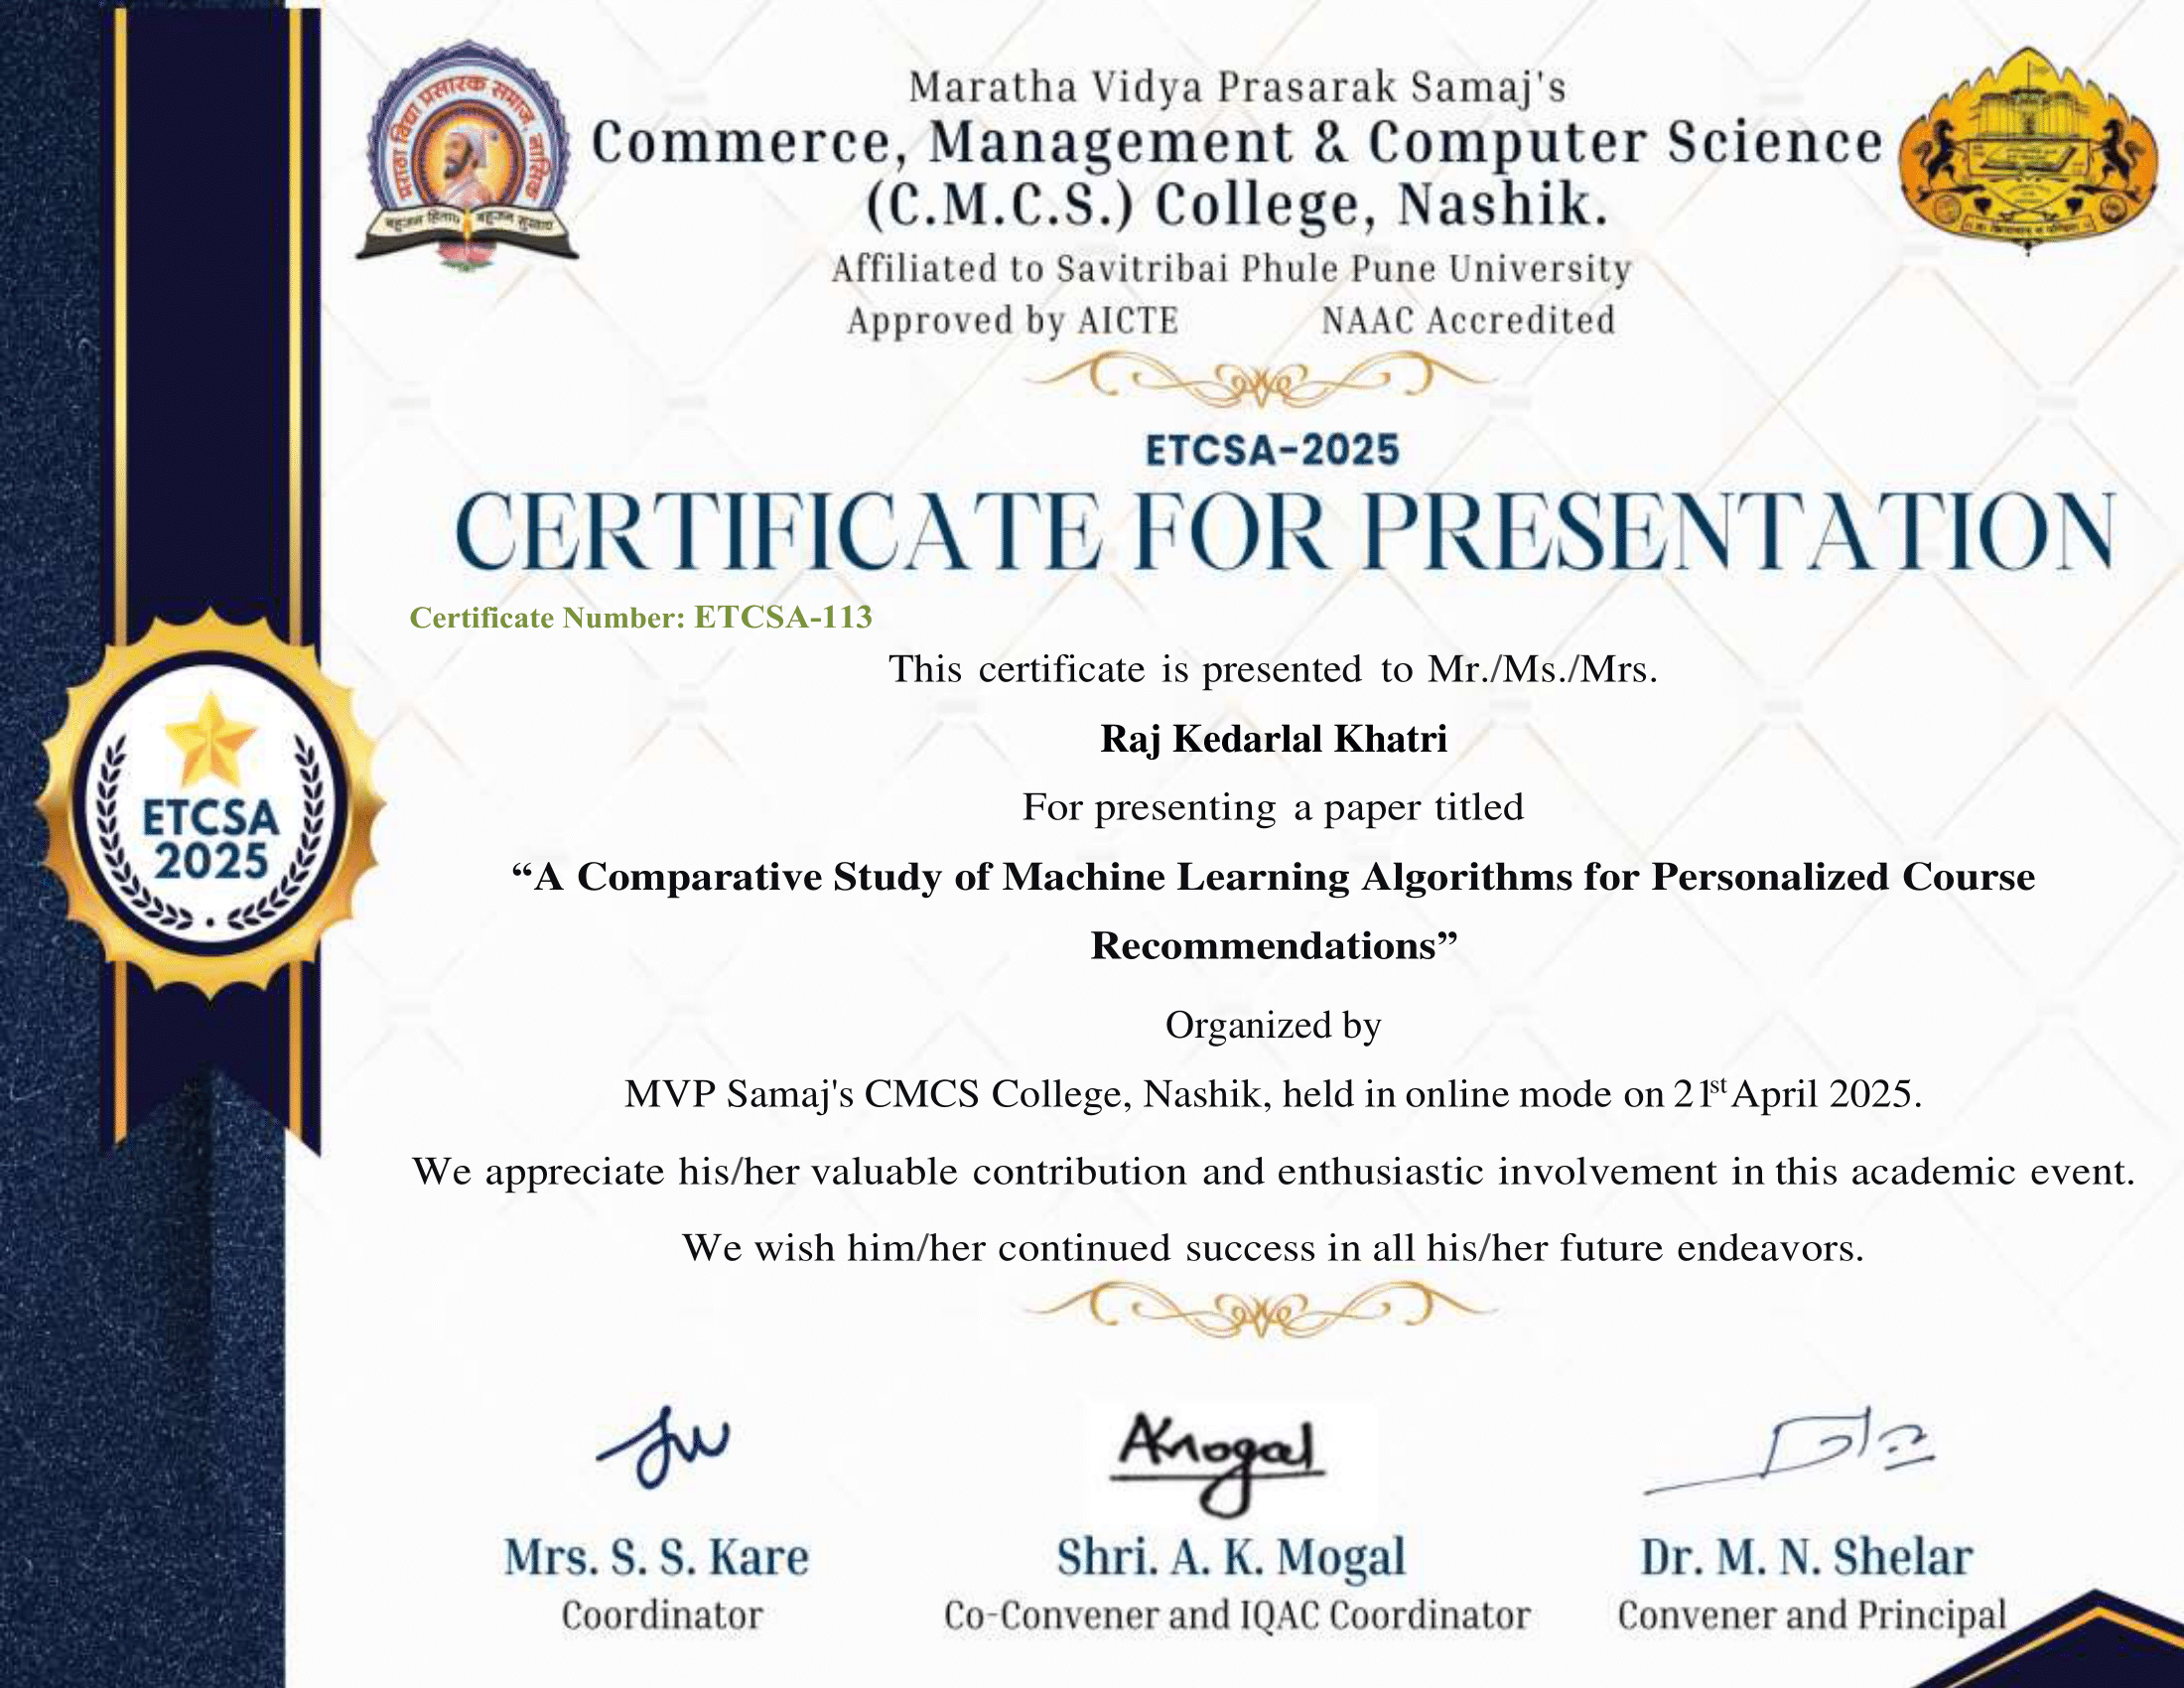 मराठा विद्या प्रसारक समाज, नाशिक
बहुजन हिताय बहुजन सुखाय
Maratha Vidya Prasarak Samaj's
Commerce, Management & Computer Science
(C.M.C.S.) College, Nashik.
Affiliated to Savitribai Phule Pune University
Approved by AICTE NAAC Accredited
ETCSA-2025
CERTIFICATE FOR PRESENTATION
Certificate Number: ETCSA-113
This certificate is presented to Mr./Ms./Mrs.
Raj Kedarlal Khatri
For presenting a paper titled
“A Comparative Study of Machine Learning Algorithms for Personalized Course
Recommendations”
Organized by
MVP Samaj's CMCS College, Nashik, held in online mode on 21st April 2025.
We appreciate his/her valuable contribution and enthusiastic involvement in this academic event.
We wish him/her continued success in all his/her future endeavors.
ETCSA
2025
AKmogal
Mrs. S. S. Kare
Coordinator
Shri. A. K. Mogal
Co-Convener and IQAC Coordinator
Dr. M. N. Shelar
Convener and Principal